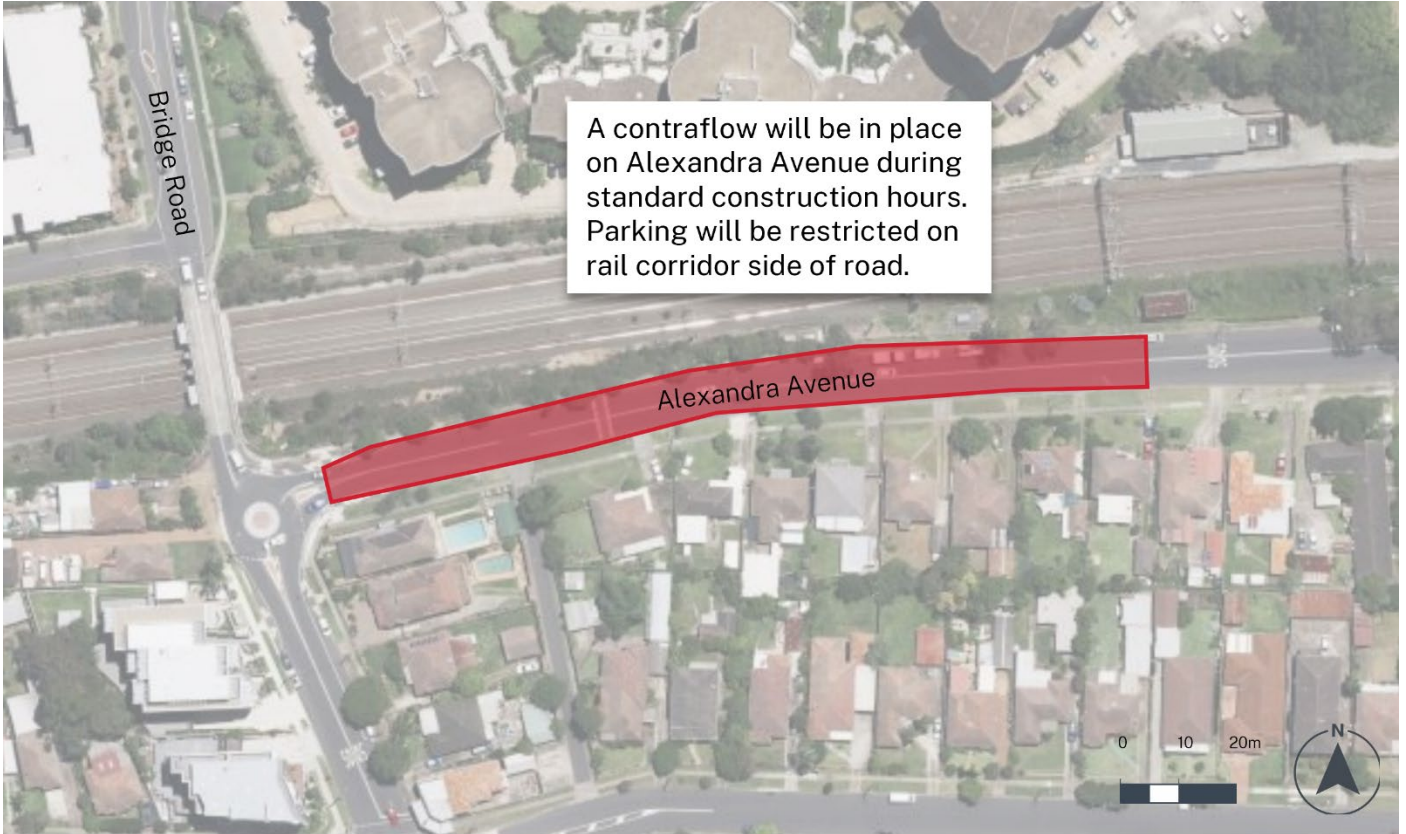 Bridge Road
A contraflow will be in place
on Alexandra Avenue during
standard construction hours.
Parking will be restricted on
rail corridor side of road.
Alexandra Avenue
0 10 20m
N